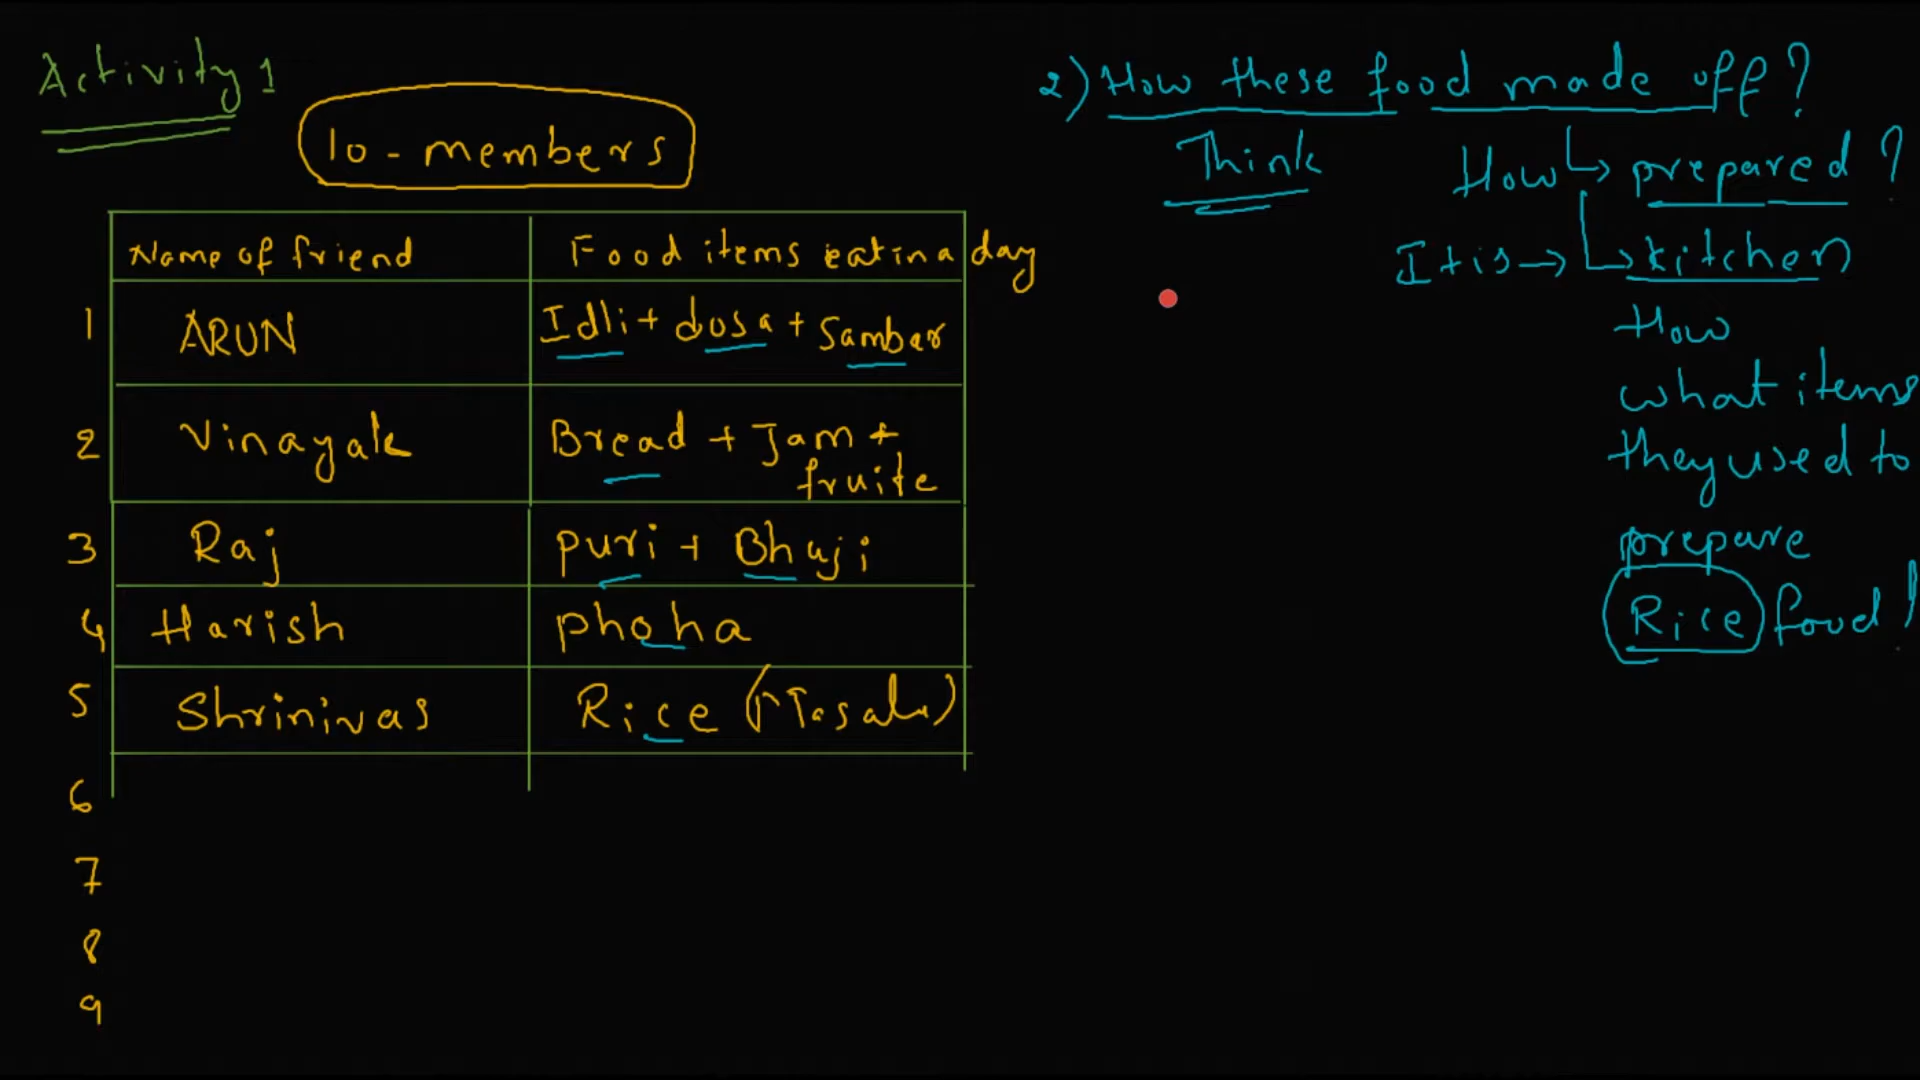 Activity 1
10 - members
Name of friend Food items eat in a day
1 ARUN Idli + dosa + Sambar
2 Vinayak Bread + Jam +
fruite
3 Raj puri + Bhaji
4 Harish phoha
5 Shrinivas Rice (Masala)
6
7
8
9
2) How these food made off?
Think How prepared?
It is → kitchen
How
what items
they used to
prepare
Rice food!